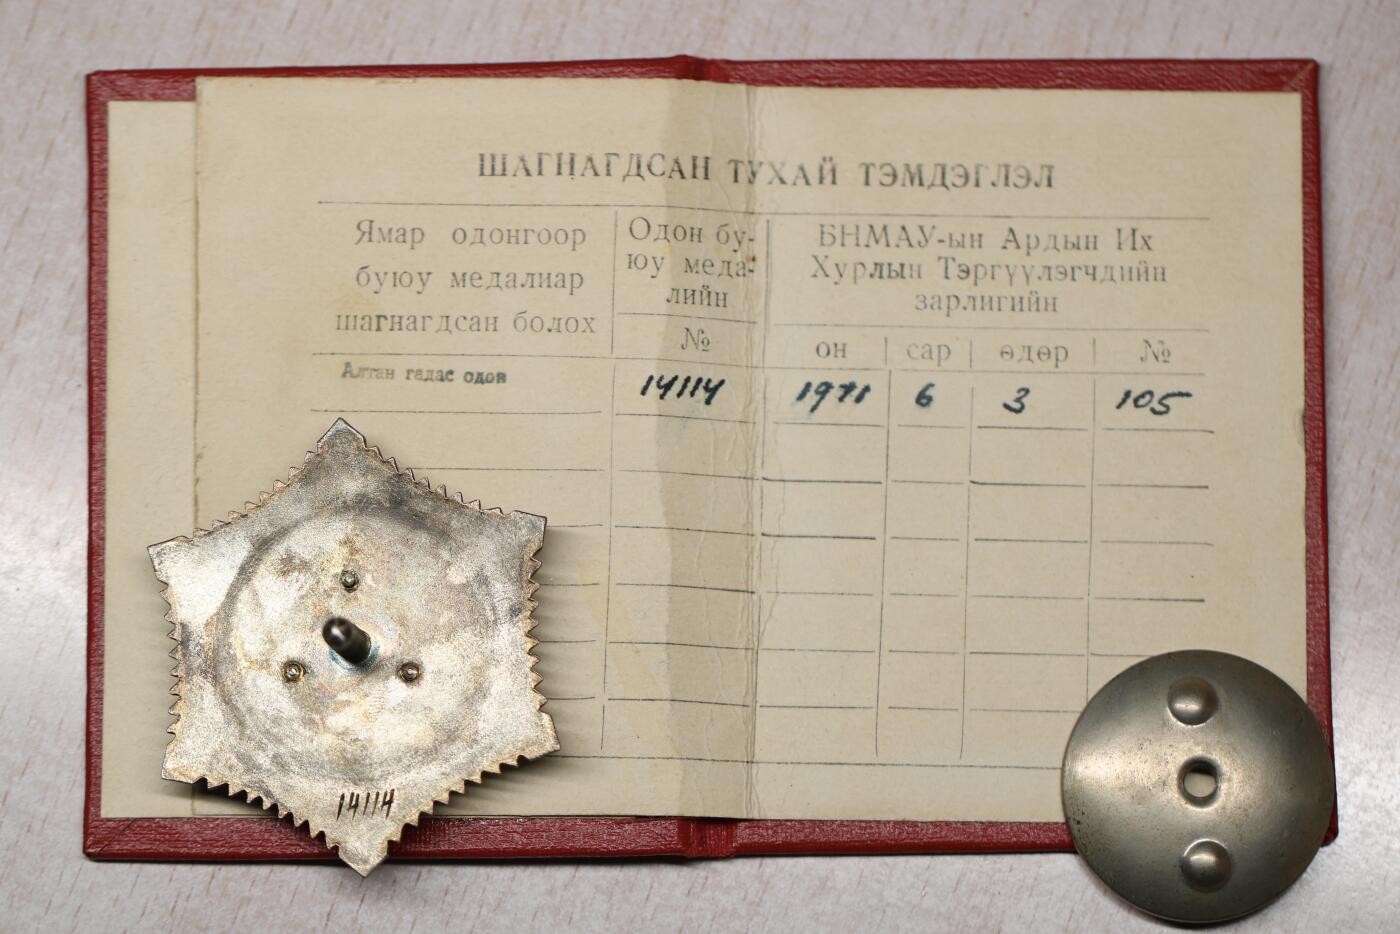 ШАГНАГДСАН ТУХАЙ ТЭМДЭГЛЭЛ
Ямар одонгоор
буюу медалиар
шагнагдсан болох
Одон бу-
юу меда-
лийн
№
БНМАУ-ын Ардын Их
Хурлын Тэргүүлэгчдийн
зарлигийн
он сар өдөр №
Алтан гадас одон 14114 1971 6 3 105
14114